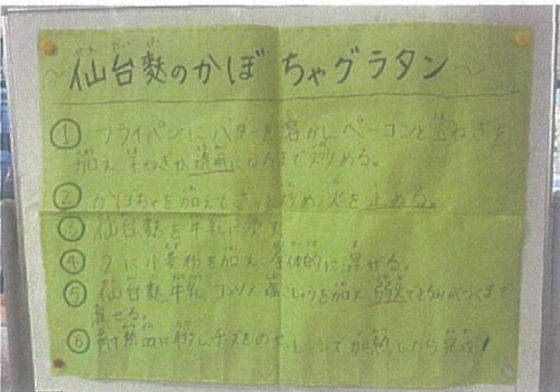 ～仙台麩のかぼちゃグラタン～
① フライパンにバターを溶かし、ベーコンと玉ねぎを
加え 玉ねぎが透明になるまで炒める。
② かぼちゃを加えてさっと炒め、火を止める。
③ 仙台麩を牛乳に浸す
④ 2に小麦粉を加え、全体的に混ぜる。
⑤ 仙台麩、牛乳、コンソメ、塩こしょうを加え、弱火でとろみがつくまで
混ぜる。
⑥ 耐熱皿に移し、チーズをのせ、レンジで加熱したら完成!